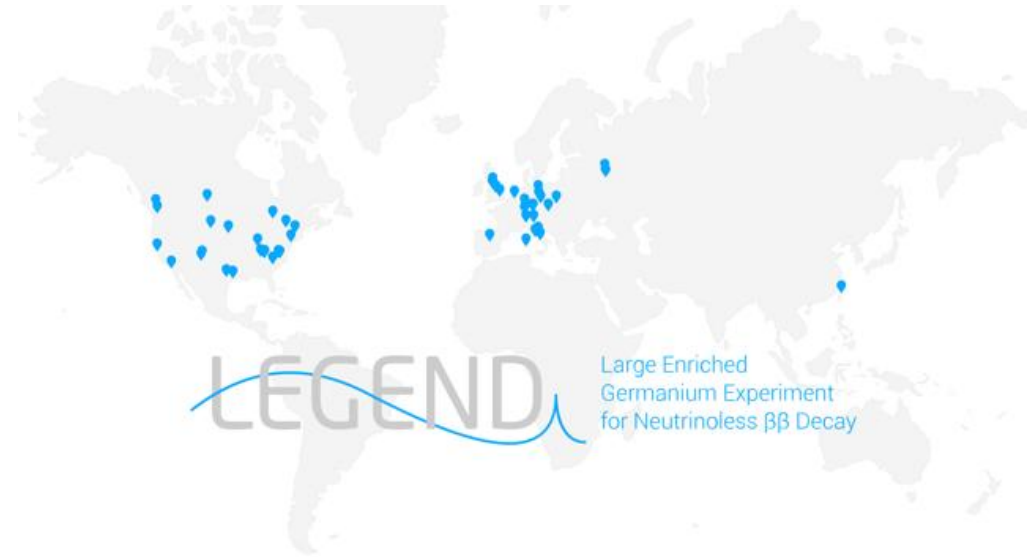 LEGEND
Large Enriched
Germanium Experiment
for Neutrinoless ββ Decay